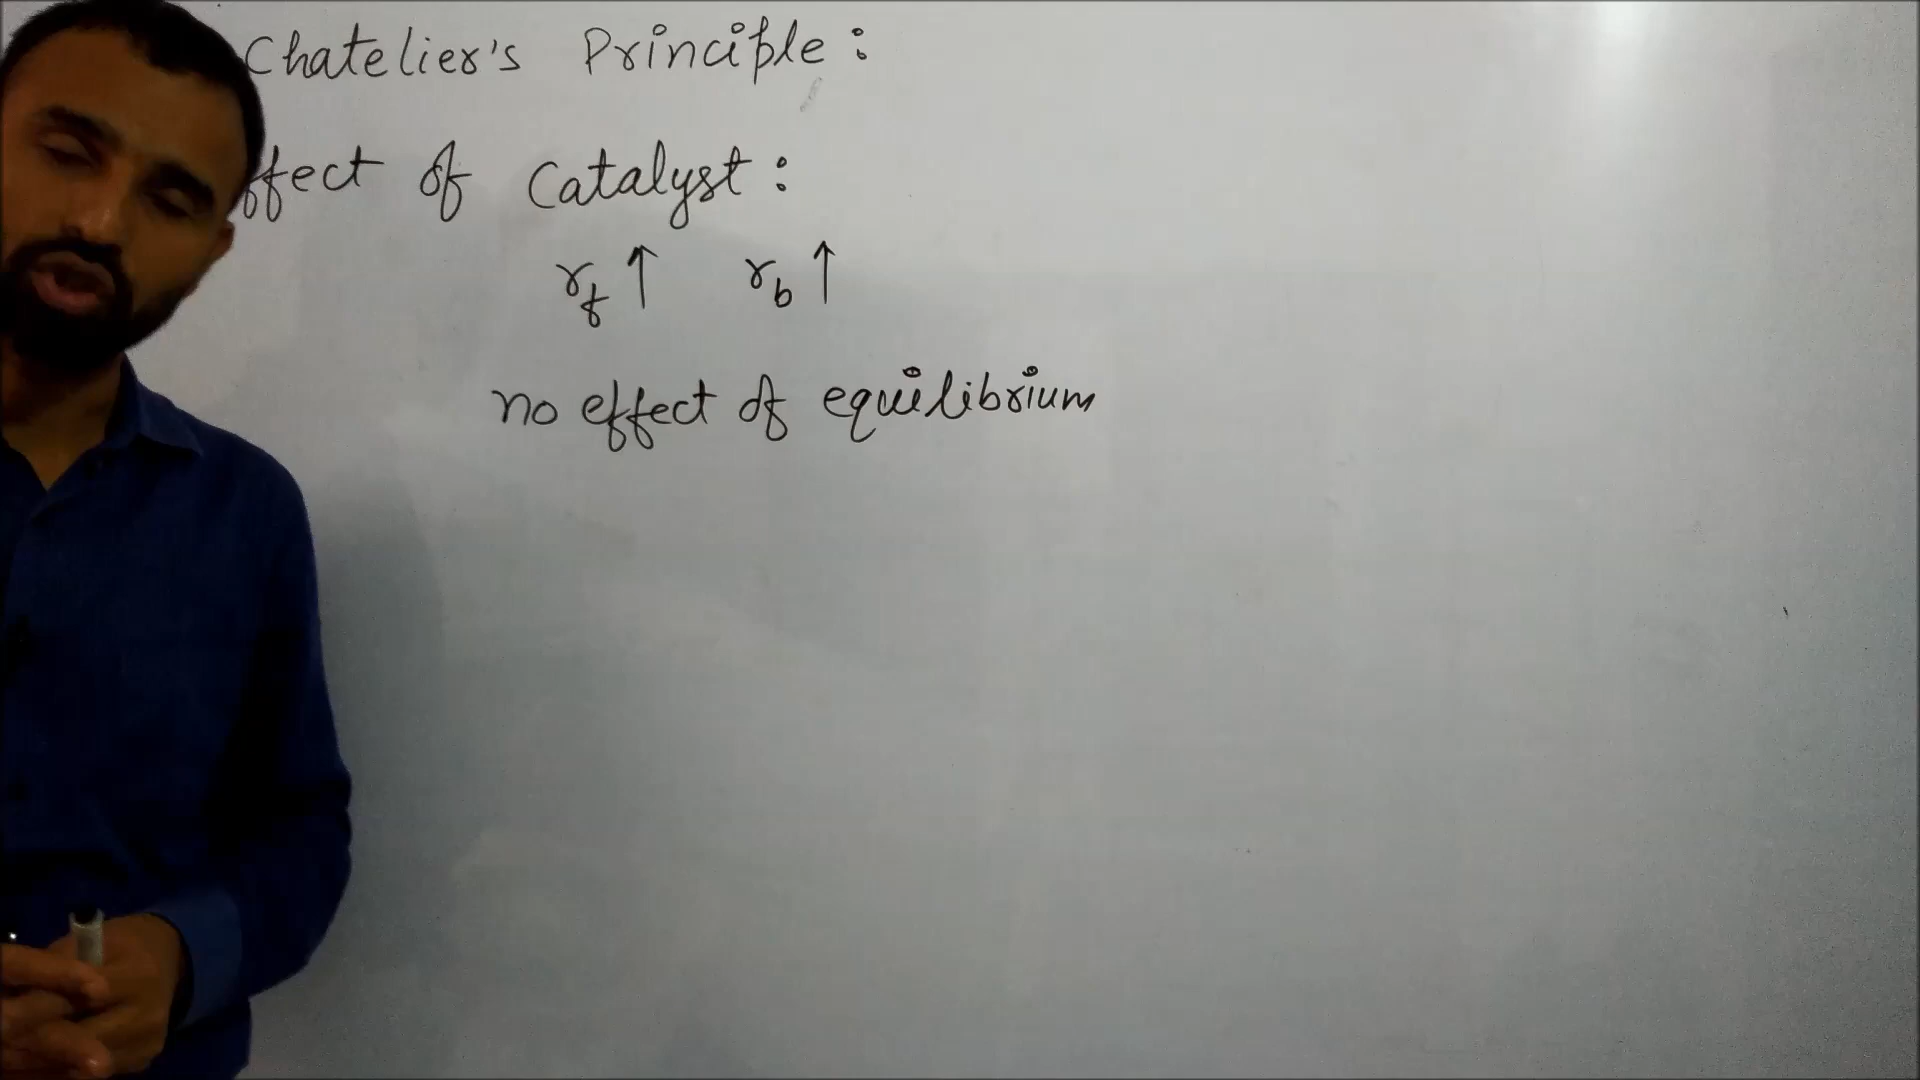 Chatelier's Principle :
ffect of Catalyst :
rf ↑ rb ↑
no effect of equilibrium